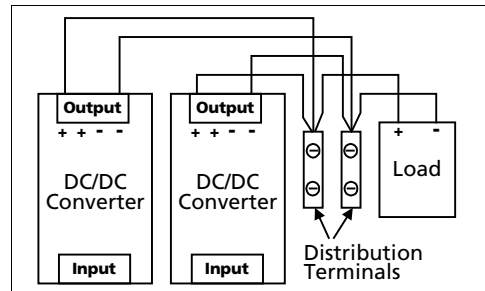 Output
+ + - -
DC/DC
Converter
Input
Output
+ + - -
DC/DC
Converter
Input
+ -
Load
Distribution
Terminals